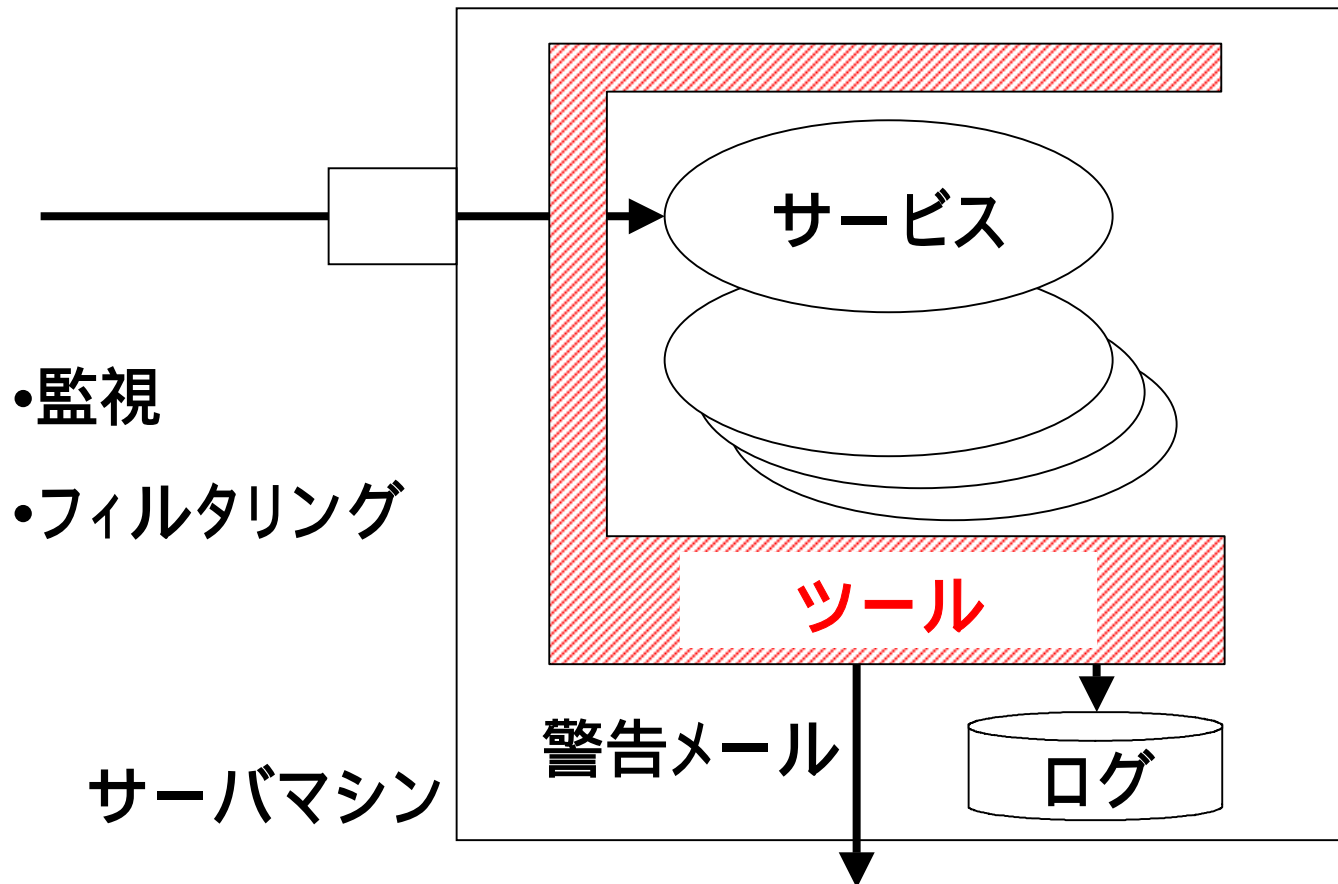 サービス
•監視
•フィルタリング
ツール
警告メール
ログ
サーバマシン